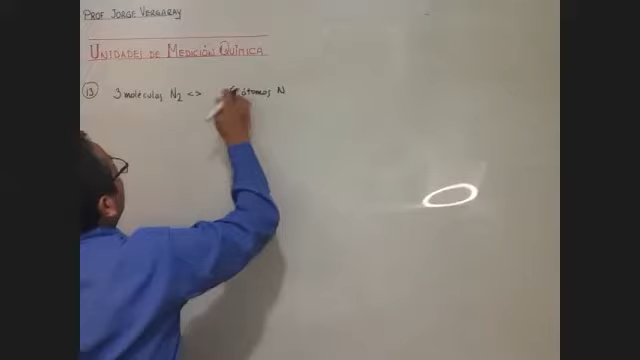 PROF JORGE VERGARAY
UNIDADES DE MEDICIÓN QUÍMICA
13 3 moléculas N2 <> átomos N